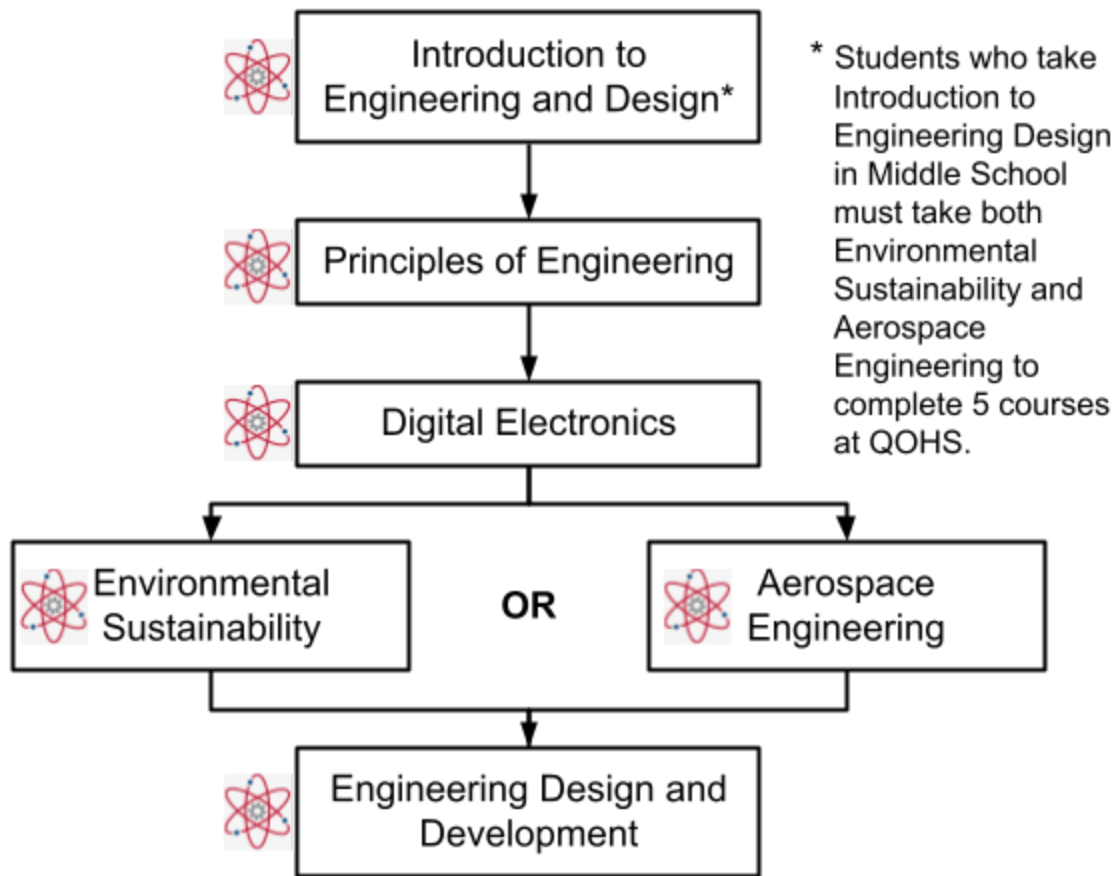 Introduction to
Engineering and Design*
* Students who take
Introduction to
Engineering Design
in Middle School
must take both
Environmental
Sustainability and
Aerospace
Engineering to
complete 5 courses
at QOHS.
Principles of Engineering
Digital Electronics
Environmental
Sustainability
OR
Aerospace
Engineering
Engineering Design and
Development